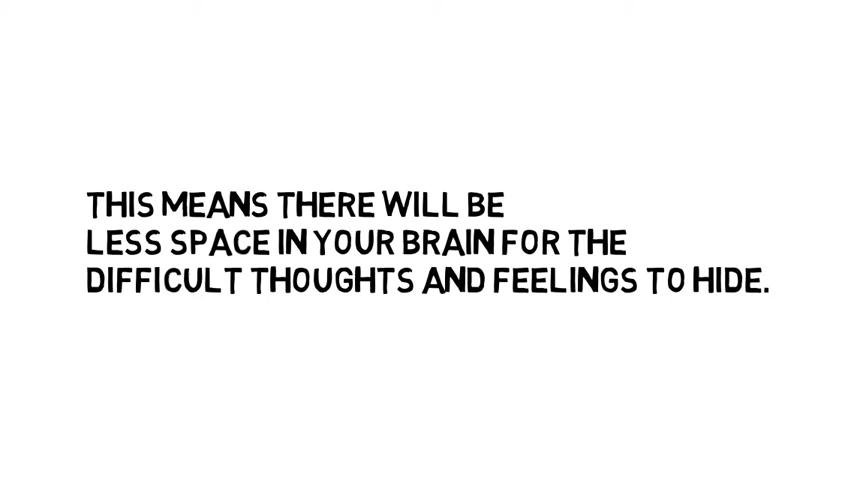 THIS MEANS THERE WILL BE
LESS SPACE IN YOUR BRAIN FOR THE
DIFFICULT THOUGHTS AND FEELINGS TO HIDE.